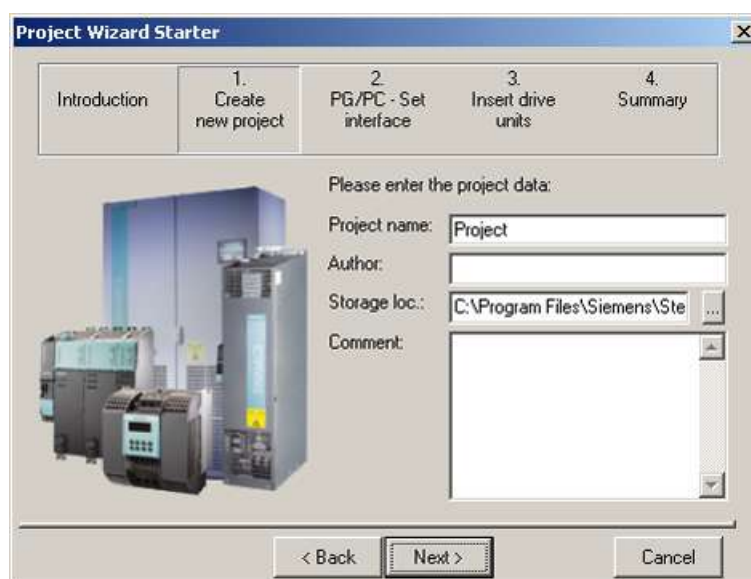 Project Wizard Starter
Introduction
1.
Create
new project
2.
PG/PC - Set
interface
3.
Insert drive
units
4.
Summary
Please enter the project data:
Project name: Project
Author:
Storage loc.: C:\Program Files\Siemens\Ste ...
Comment:
< Back Next > Cancel